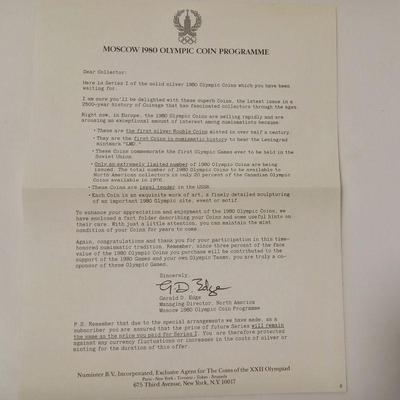 MOSCOW 1980 OLYMPIC COIN PROGRAMME
Dear Collector:
Here is Series I of the solid silver 1980 Olympic Coins which you have been
waiting for.
I am sure you'll be delighted with these superb Coins, the latest issue in a
2500-year history of Coinage that has fascinated collectors through the ages.
Right now, in Europe, the 1980 Olympic Coins are selling rapidly and are
arousing an exceptional amount of interest among numismatists because:
• These are the first silver Rouble Coins minted in over half a century.
• They are the first Coins in numismatic history to bear the Leningrad
mintmark "LMD."
• These Coins commemorate the first Olympic Games ever to be held in the
Soviet Union
• Only an extremely limited number of 1980 Olympic Coins are being
issued. The total number of 1980 Olympic Coins to be available to
North American collectors is only 20 percent of the Canadian Olympic
Coins available in 1976.
• These Coins are legal tender in the USSR.
• Each Coin is an exquisite work of art, a finely detailed sculpturing
of an important 1980 Olympic site, event or motif
To enhance your appreciation and enjoyment of the 1980 Olympic Coins, we
have enclosed a fact folder describing your Coins and some useful hints on
their care. With just a little attention, you can maintain the mint
condition of your Coins for years to come
Again, congratulations and thank you for your participation in this time-
honored numismatic tradition. Remember, since three percent of the face
value of the 1980 Olympic Coins you purchase will be contributed to the
support of the 1980 Games and your own Olympic Teams, you are truly a co-
sponsor of these Olympic Games.
Sincerely,
G.D. Edge
Gerald D. Edge
Managing Director, North America
Moscow 1980 Olympic Coin Programme
P.S. Remember that due to the special arrangements we have made, as a
subscriber you are assured that the price of future Series will remain
the same as the price you paid for Series I. You are therefore protected
against any currency fluctuations or increases in the costs of silver or
minting for the duration of this offer.
Numinter B.V., Incorporated, Exclusive Agent for The Coins of the XXII Olympiad
Paris · New York · Toronto · Tokyo · Brussels
675 Third Avenue, New York, N.Y. 10017